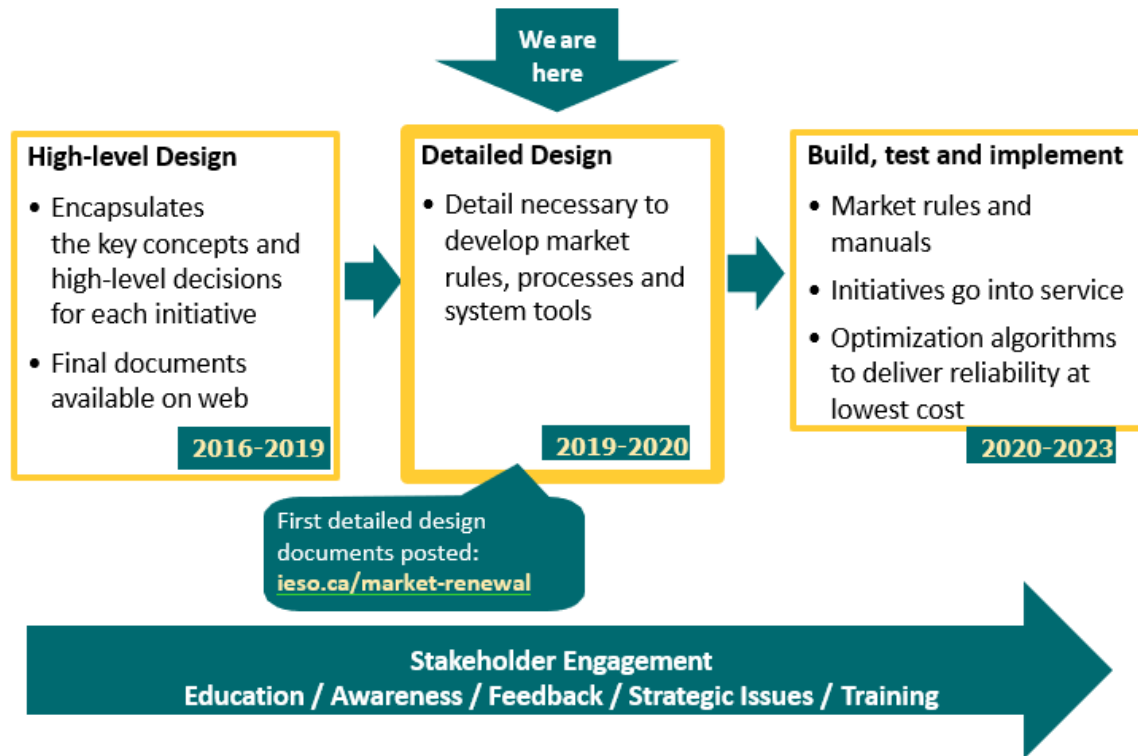 We are
here
High-level Design
• Encapsulates
the key concepts and
high-level decisions
for each initiative
• Final documents
available on web
2016-2019
Detailed Design
• Detail necessary to
develop market
rules, processes and
system tools
2019-2020
Build, test and implement
• Market rules and
manuals
• Initiatives go into service
• Optimization algorithms
to deliver reliability at
lowest cost
2020-2023
First detailed design
documents posted:
ieso.ca/market-renewal
Stakeholder Engagement
Education / Awareness / Feedback / Strategic Issues / Training